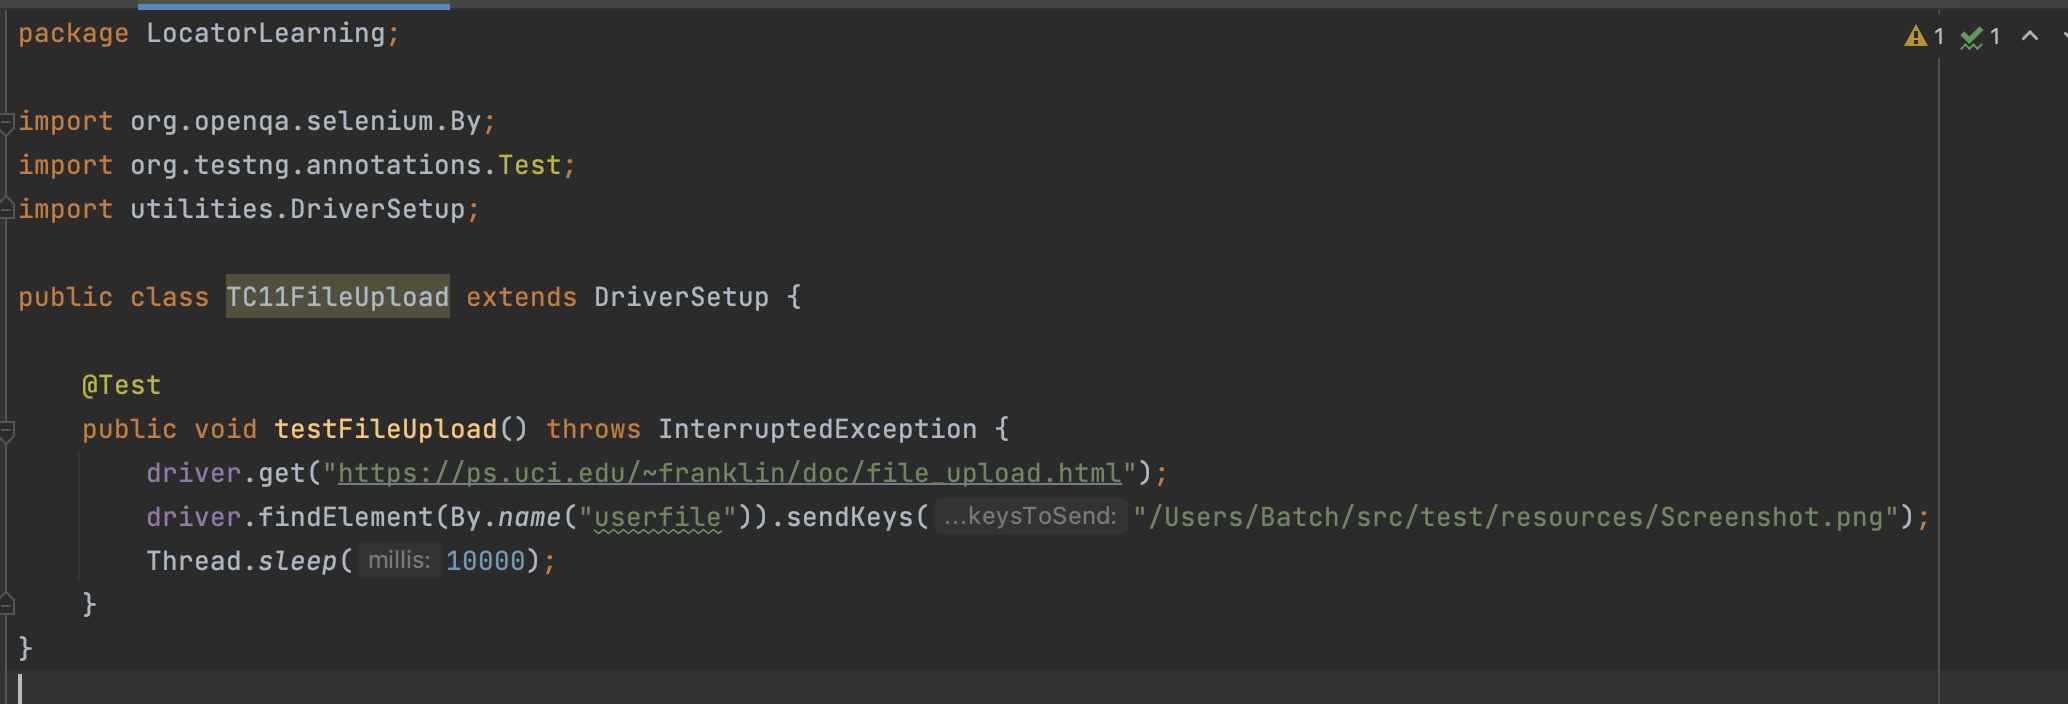 package LocatorLearning;
1 1
import org.openqa.selenium.By;
import org.testng.annotations.Test;
import utilities.DriverSetup;
public class TC11FileUpload extends DriverSetup {
@Test
public void testFileUpload() throws InterruptedException {
driver.get("https://ps.uci.edu/~franklin/doc/file_upload.html");
driver.findElement(By.name("userfile")).sendKeys( ...keysToSend: "/Users/Batch/src/test/resources/Screenshot.png");
Thread.sleep( millis: 10000);
}
}